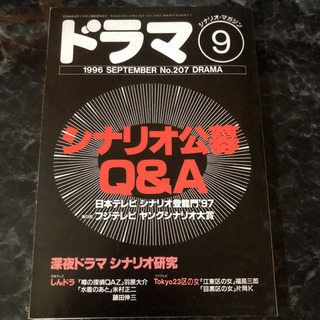 シナリオ・マガジン
ドラマ 9
1996 SEPTEMBER No.207 DRAMA
シナリオ公募
Q&A
日本テレビ シナリオ登龍門'97
フジテレビ ヤングシナリオ大賞
深夜ドラマ シナリオ研究
しんドラ「噂の探偵QAZ」羽原大介
「水着のあと」米村正二
藤田伸三
Tokyo23区の女「江東区の女」福島三郎
「目黒区の女」片岡K